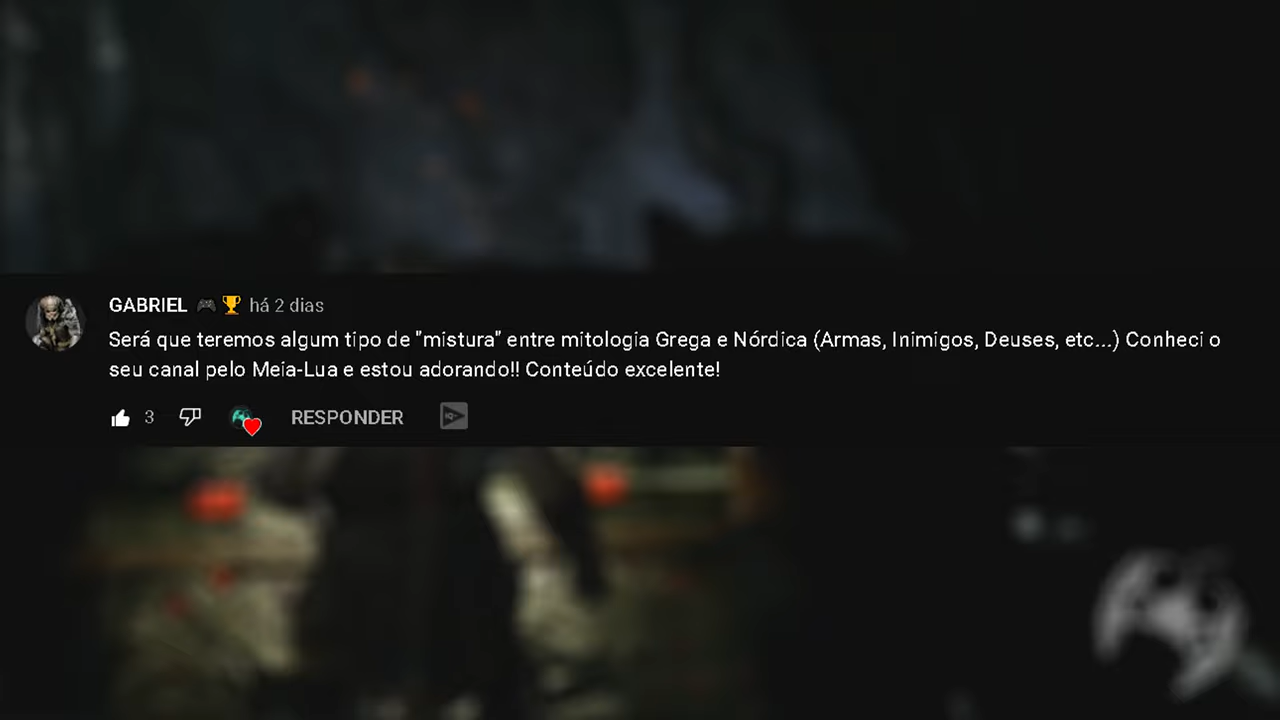 GABRIEL 🎮 🏆 há 2 dias
Será que teremos algum tipo de "mistura" entre mitologia Grega e Nórdica (Armas, Inimigos, Deuses, etc...) Conheci o
seu canal pelo Meia-Lua e estou adorando!! Conteúdo excelente!
3 RESPONDER